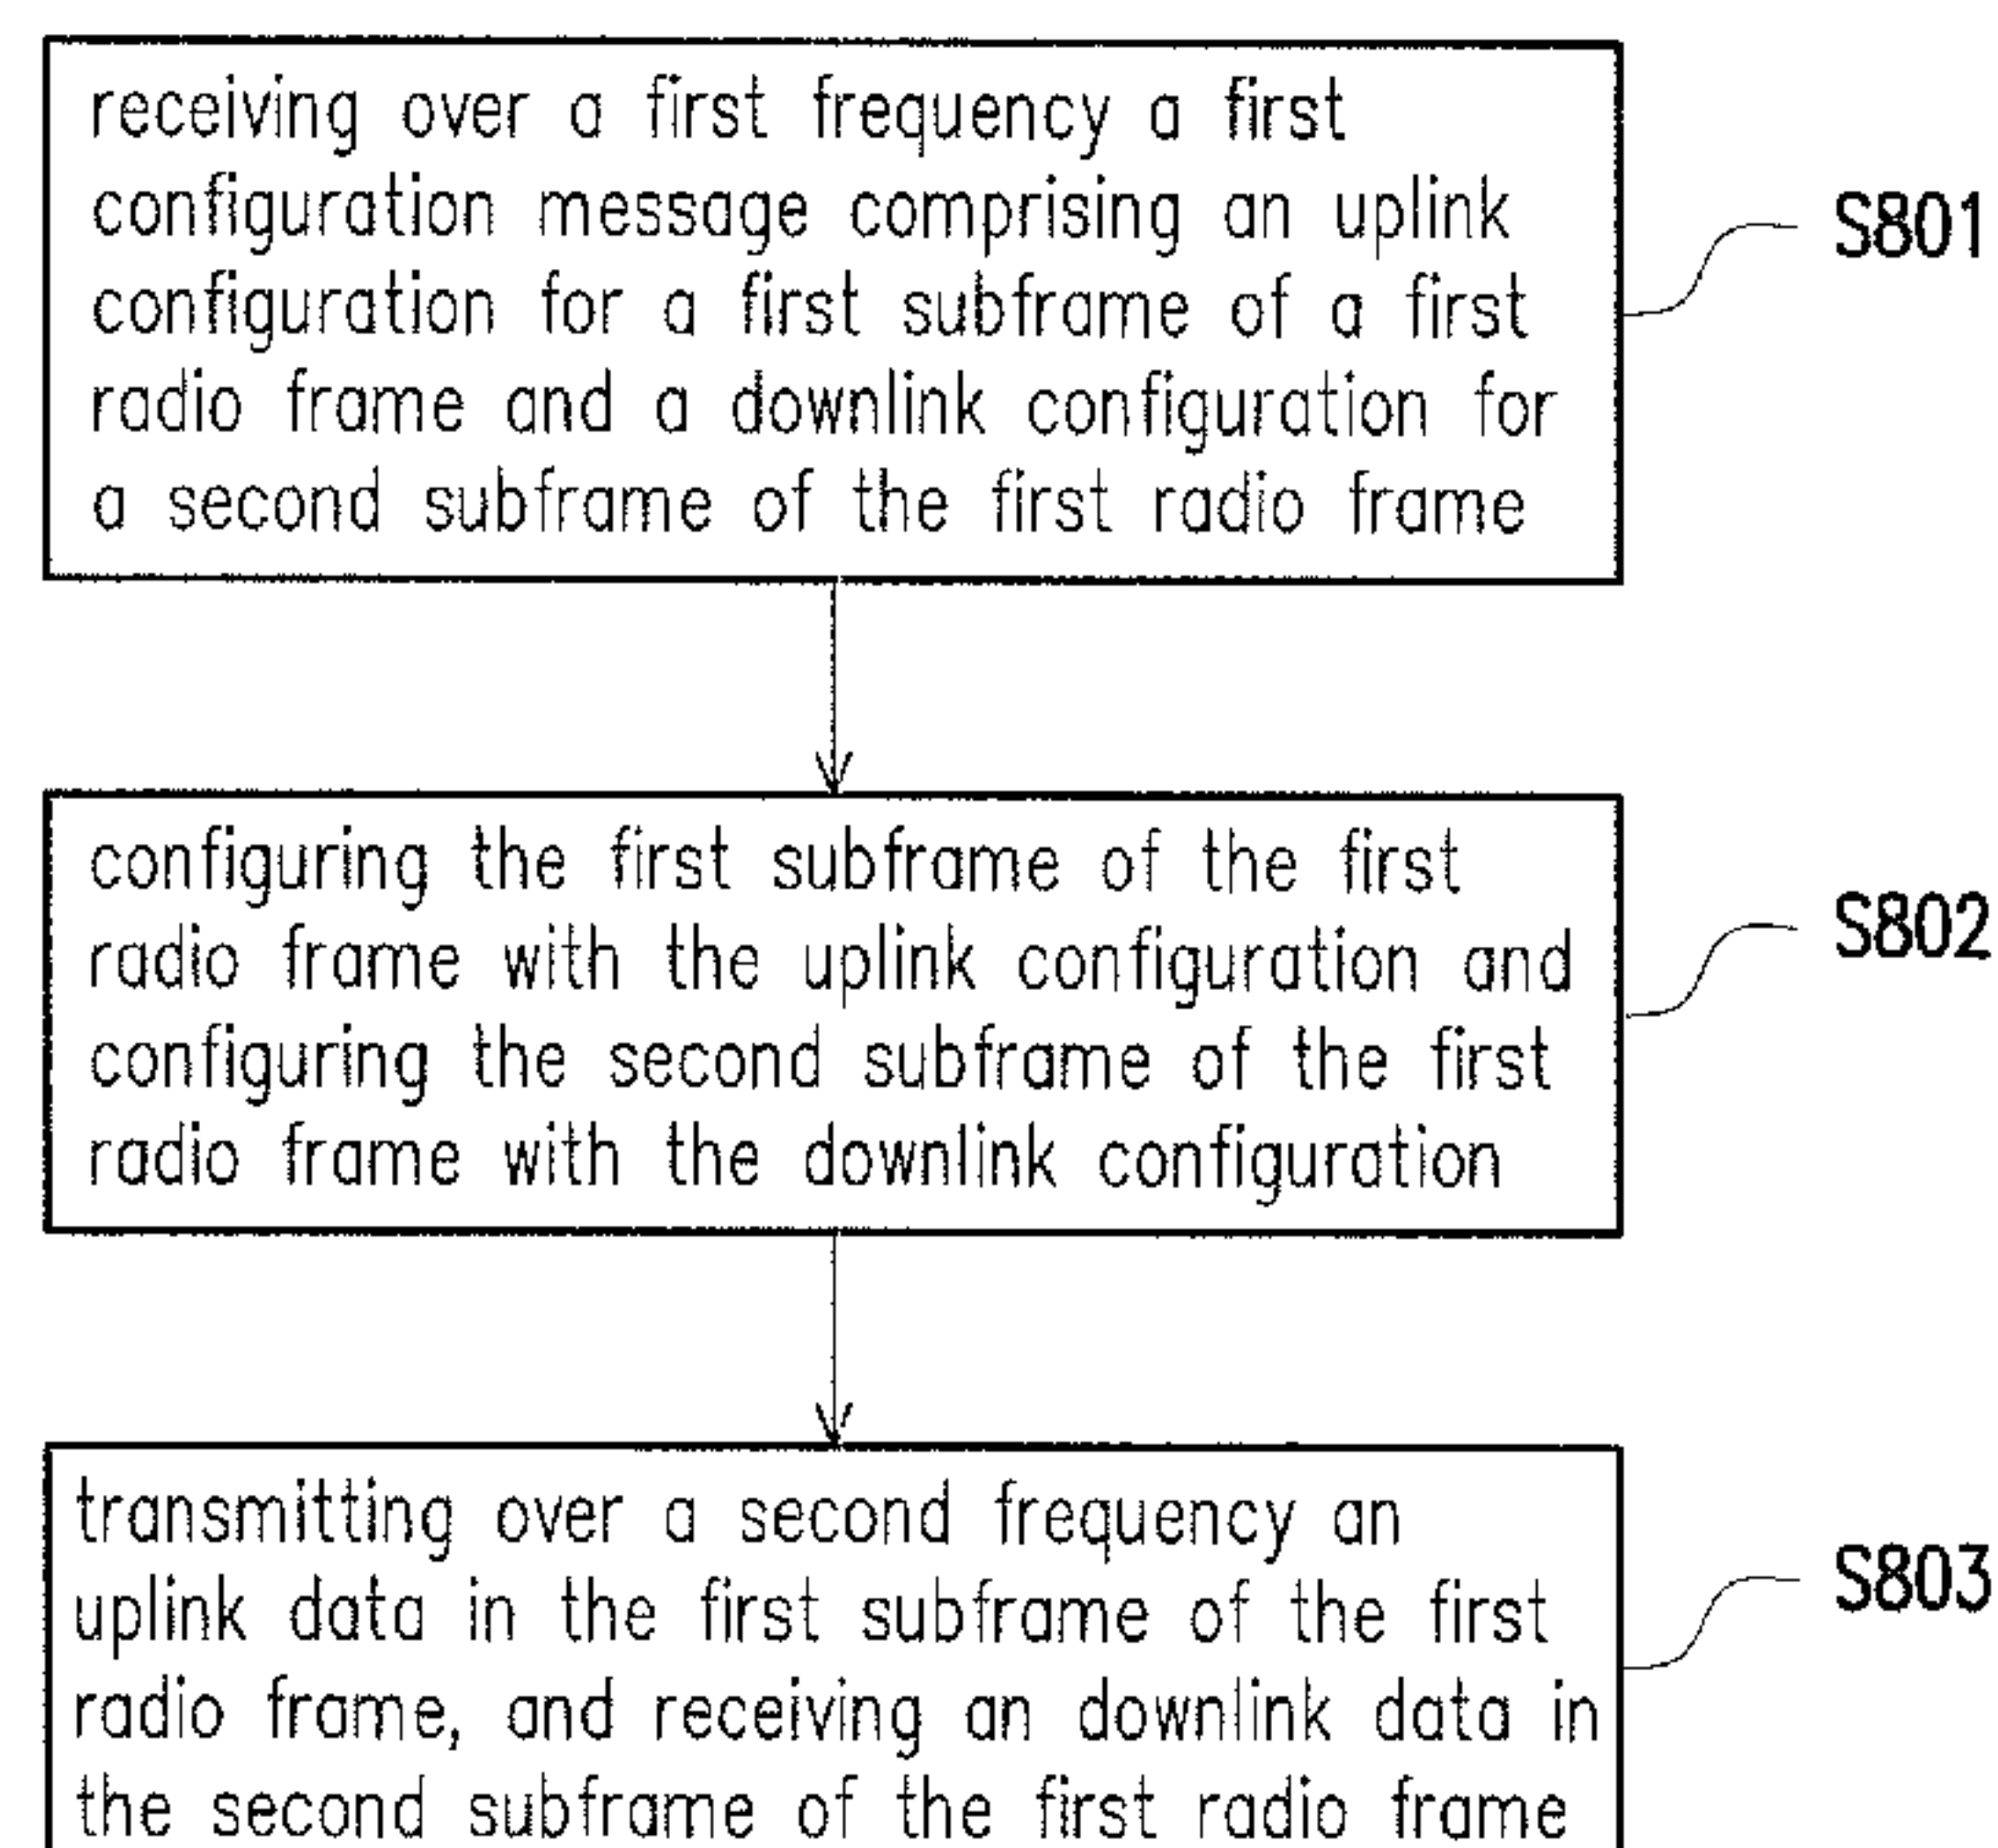 receiving over a first frequency a first
configuration message comprising an uplink
configuration for a first subframe of a first
radio frame and a downlink configuration for
a second subframe of the first radio frame
S801
configuring the first subframe of the first
radio frame with the uplink configuration and
configuring the second subframe of the first
radio frame with the downlink configuration
S802
transmitting over a second frequency an
uplink data in the first subframe of the first
radio frame, and receiving an downlink data in
the second subframe of the first radio frame
S803